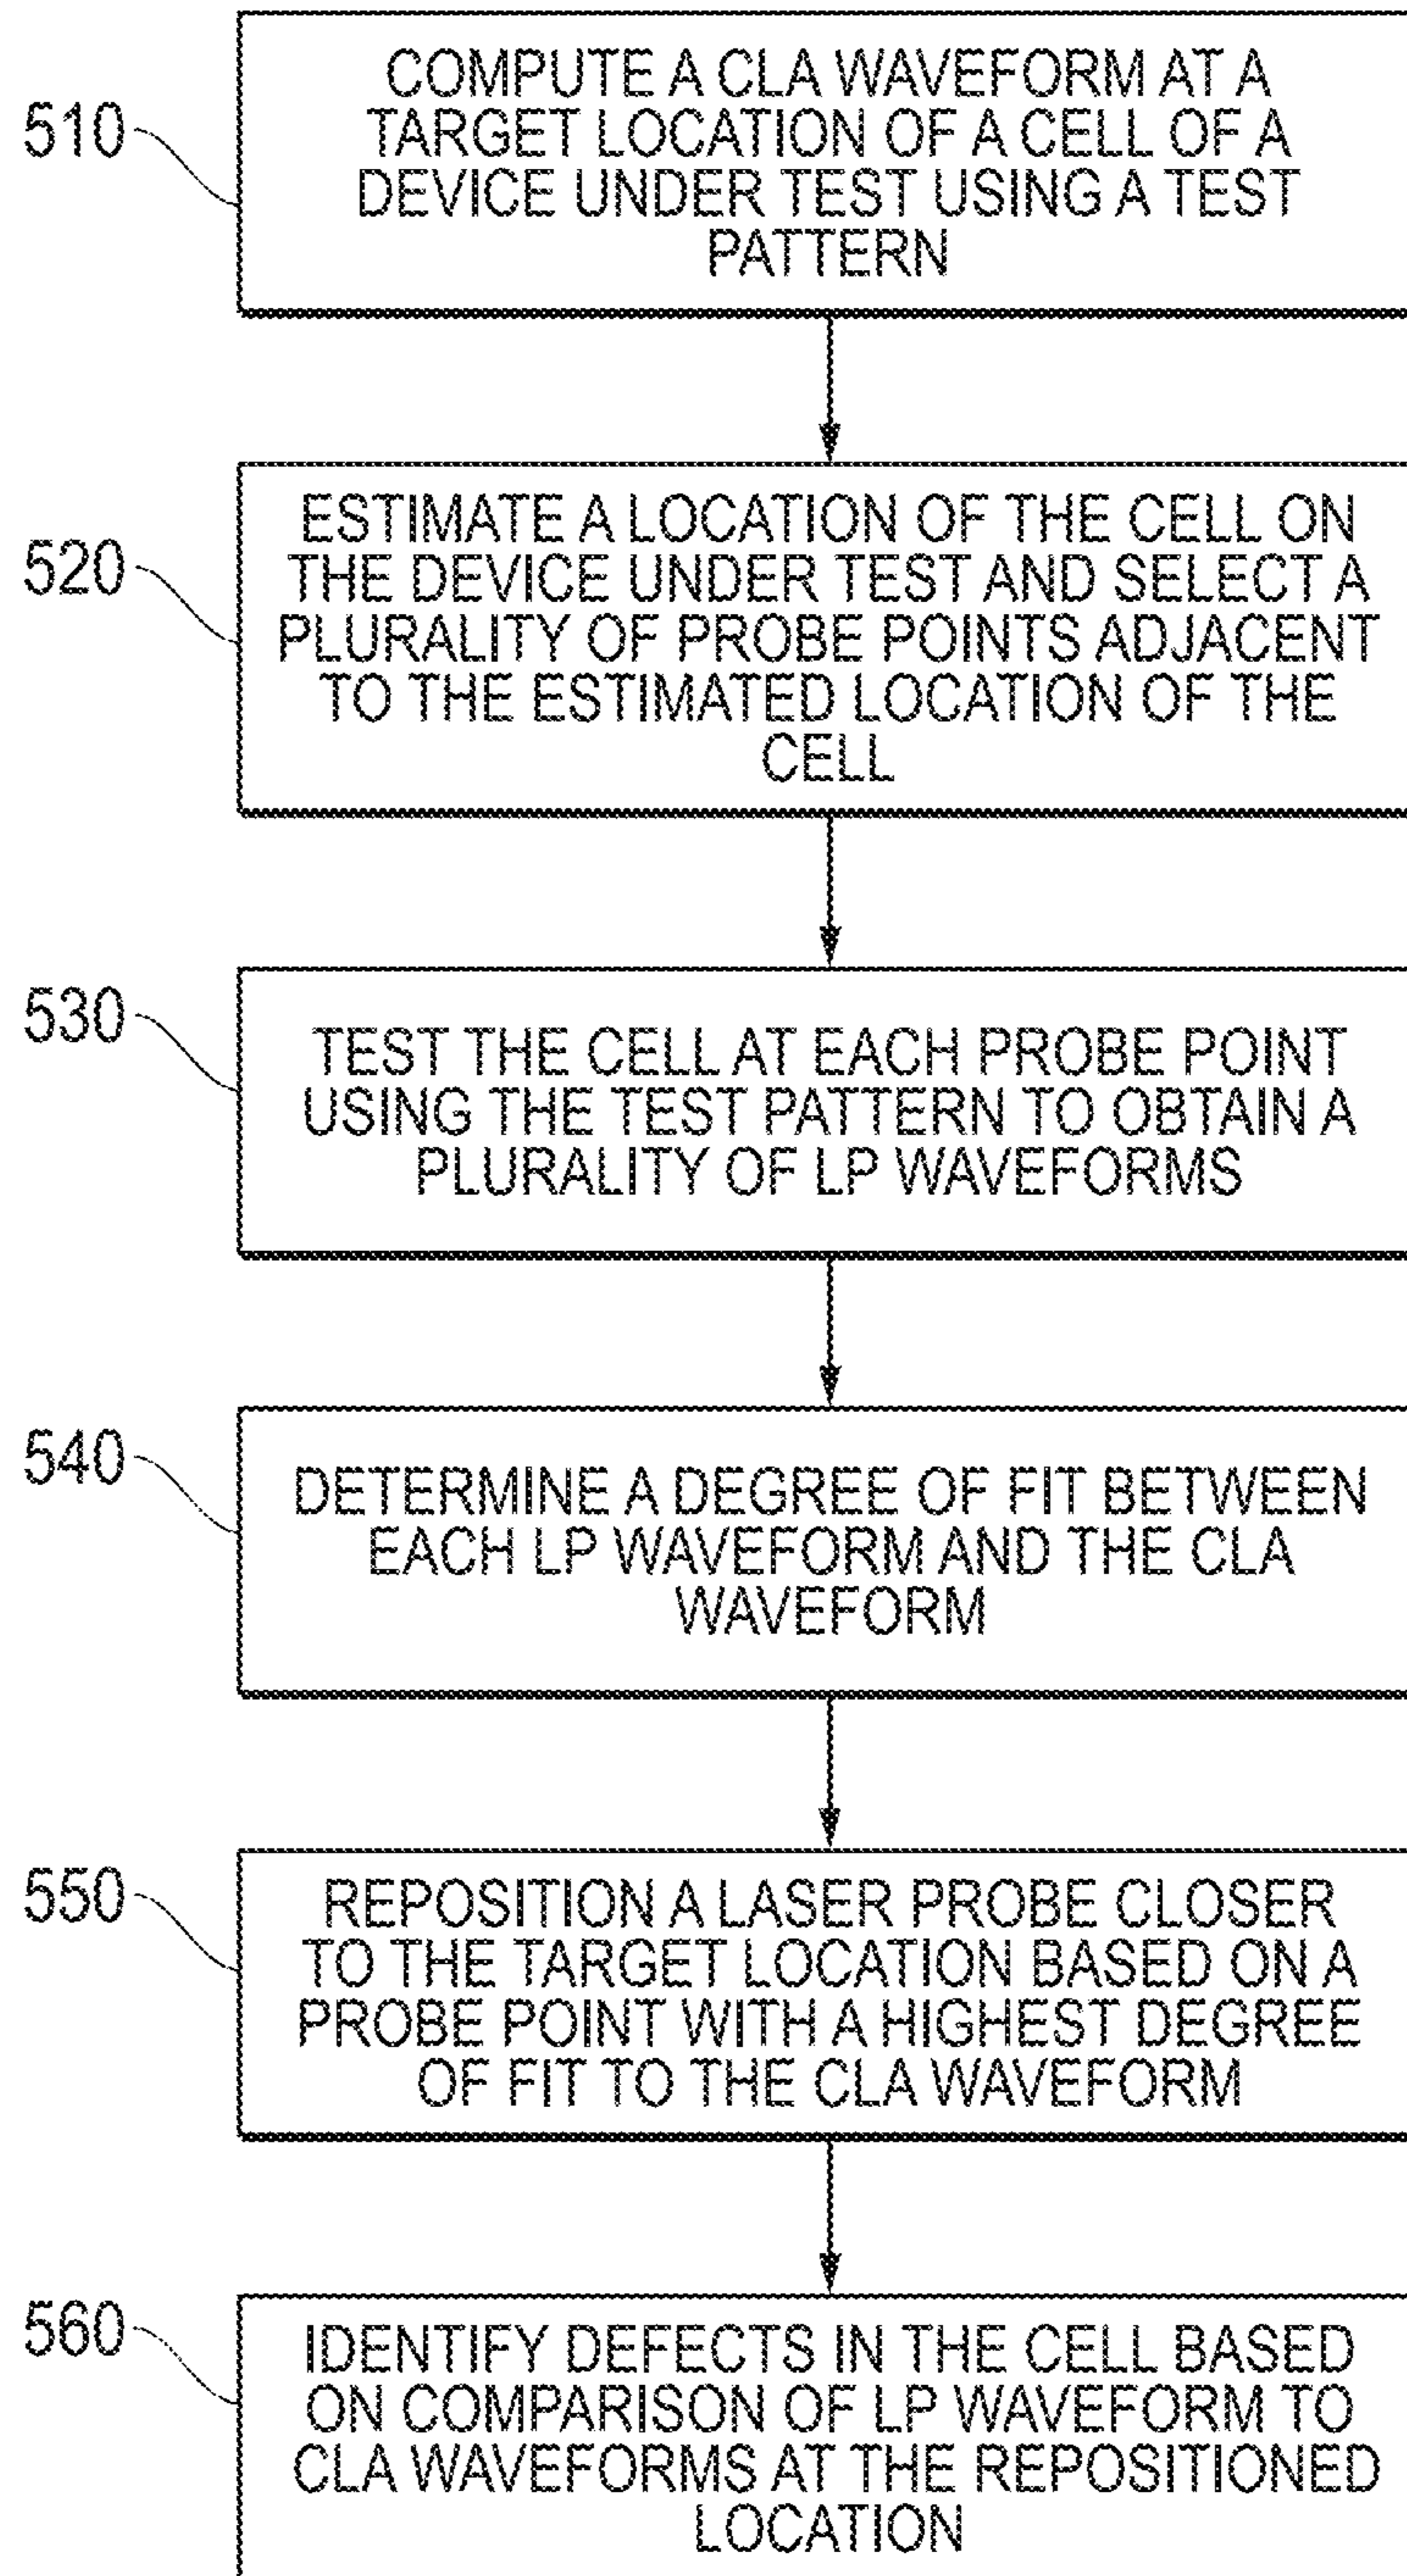 510
COMPUTE A CLA WAVEFORM AT A
TARGET LOCATION OF A CELL OF A
DEVICE UNDER TEST USING A TEST
PATTERN
520
ESTIMATE A LOCATION OF THE CELL ON
THE DEVICE UNDER TEST AND SELECT A
PLURALITY OF PROBE POINTS ADJACENT
TO THE ESTIMATED LOCATION OF THE
CELL
530
TEST THE CELL AT EACH PROBE POINT
USING THE TEST PATTERN TO OBTAIN A
PLURALITY OF LP WAVEFORMS
540
DETERMINE A DEGREE OF FIT BETWEEN
EACH LP WAVEFORM AND THE CLA
WAVEFORM
550
REPOSITION A LASER PROBE CLOSER
TO THE TARGET LOCATION BASED ON A
PROBE POINT WITH A HIGHEST DEGREE
OF FIT TO THE CLA WAVEFORM
560
IDENTIFY DEFECTS IN THE CELL BASED
ON COMPARISON OF LP WAVEFORM TO
CLA WAVEFORMS AT THE REPOSITIONED
LOCATION